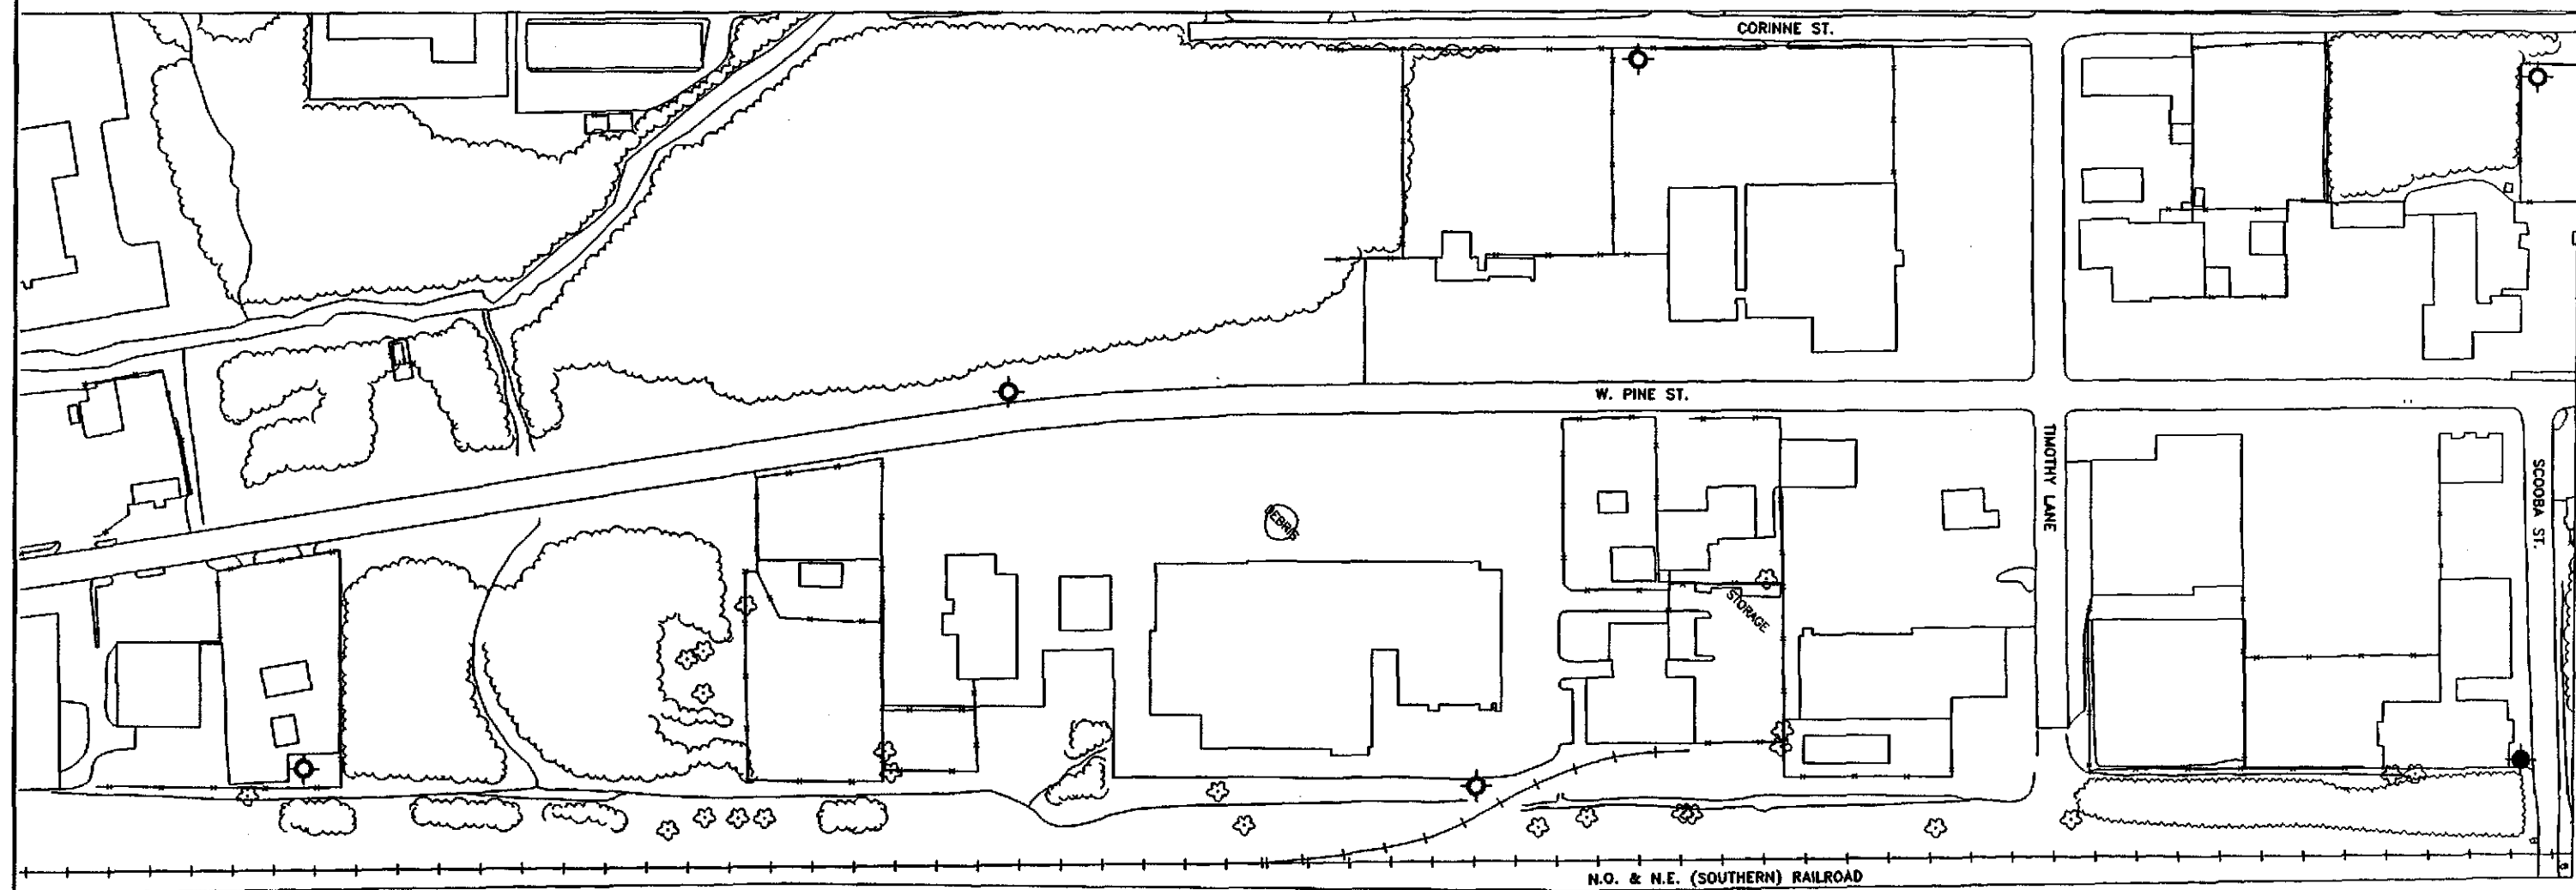 CORINNE ST.
W. PINE ST.
TIMOTHY LANE
SCOOBA ST.
DEBRIS
STORAGE
N.O. & N.E. (SOUTHERN) RAILROAD